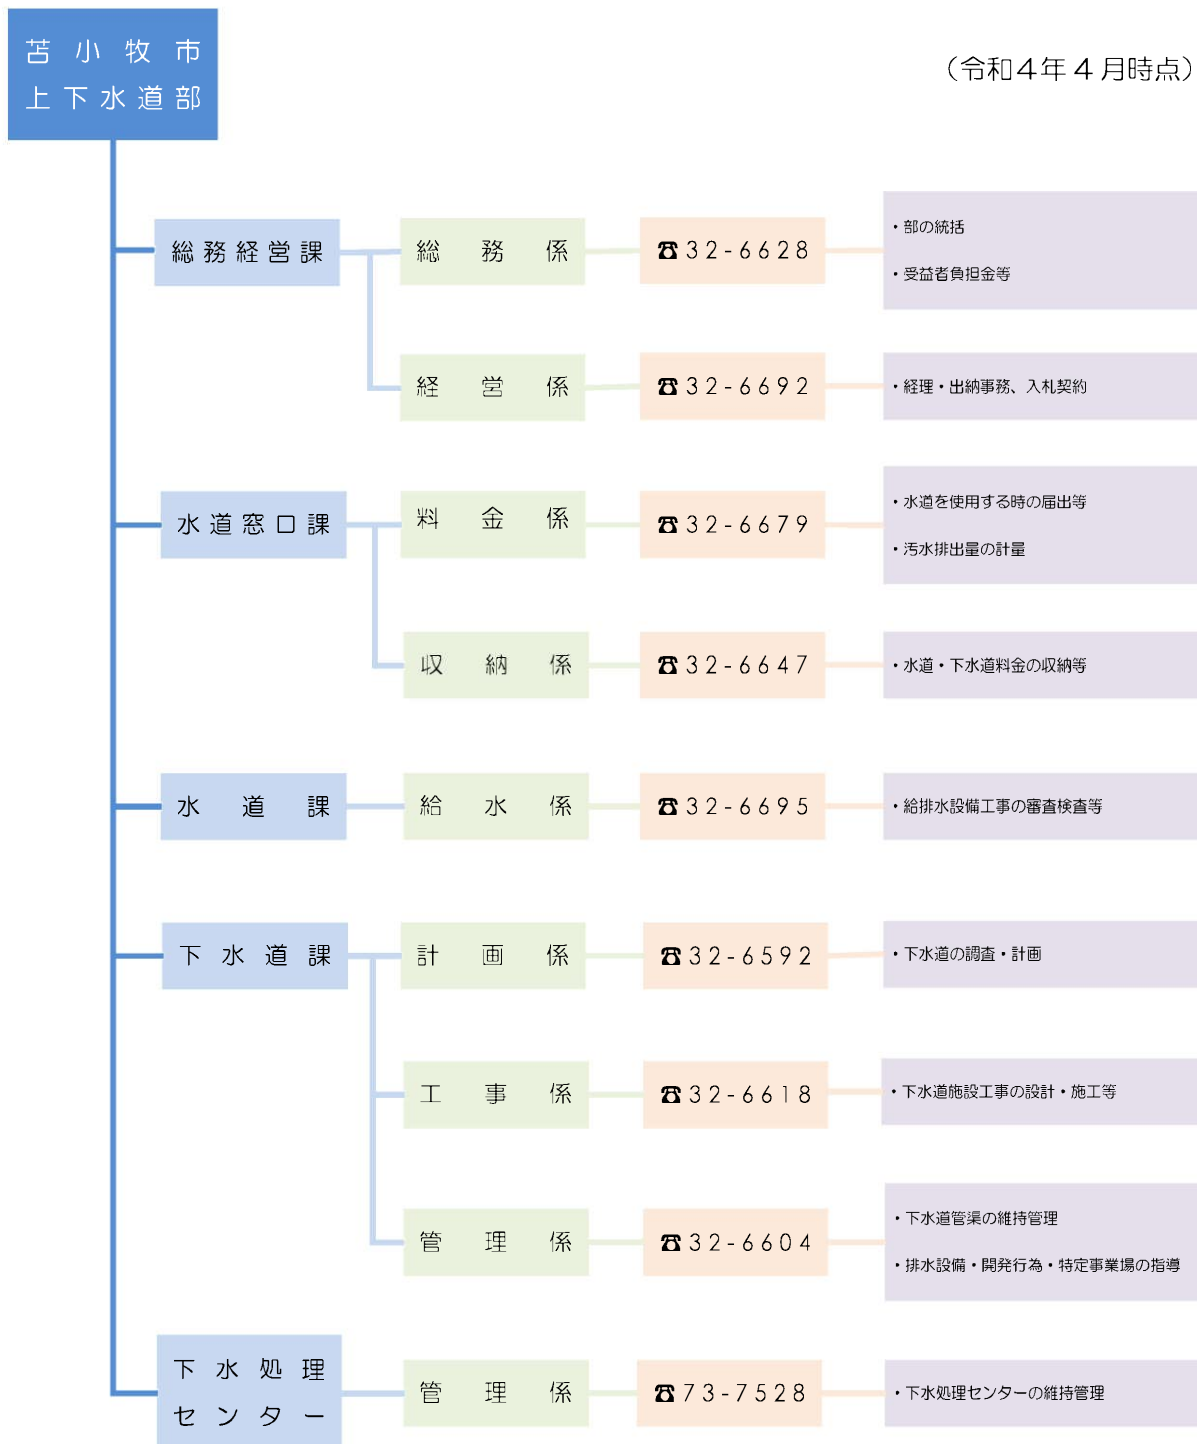 苫小牧市
上下水道部
（令和４年４月時点）
総務経営課
総務係
☎32-6628
・部の統括
・受益者負担金等
経営係
☎32-6692
・経理・出納事務、入札契約
水道窓口課
料金係
☎32-6679
・水道を使用する時の届出等
・汚水排出量の計量
収納係
☎32-6647
・水道・下水道料金の収納等
水道課
給水係
☎32-6695
・給排水設備工事の審査検査等
下水道課
計画係
☎32-6592
・下水道の調査・計画
工事係
☎32-6618
・下水道施設工事の設計・施工等
管理係
☎32-6604
・下水道管渠の維持管理
・排水設備・開発行為・特定事業場の指導
下水処理
センター
管理係
☎73-7528
・下水処理センターの維持管理